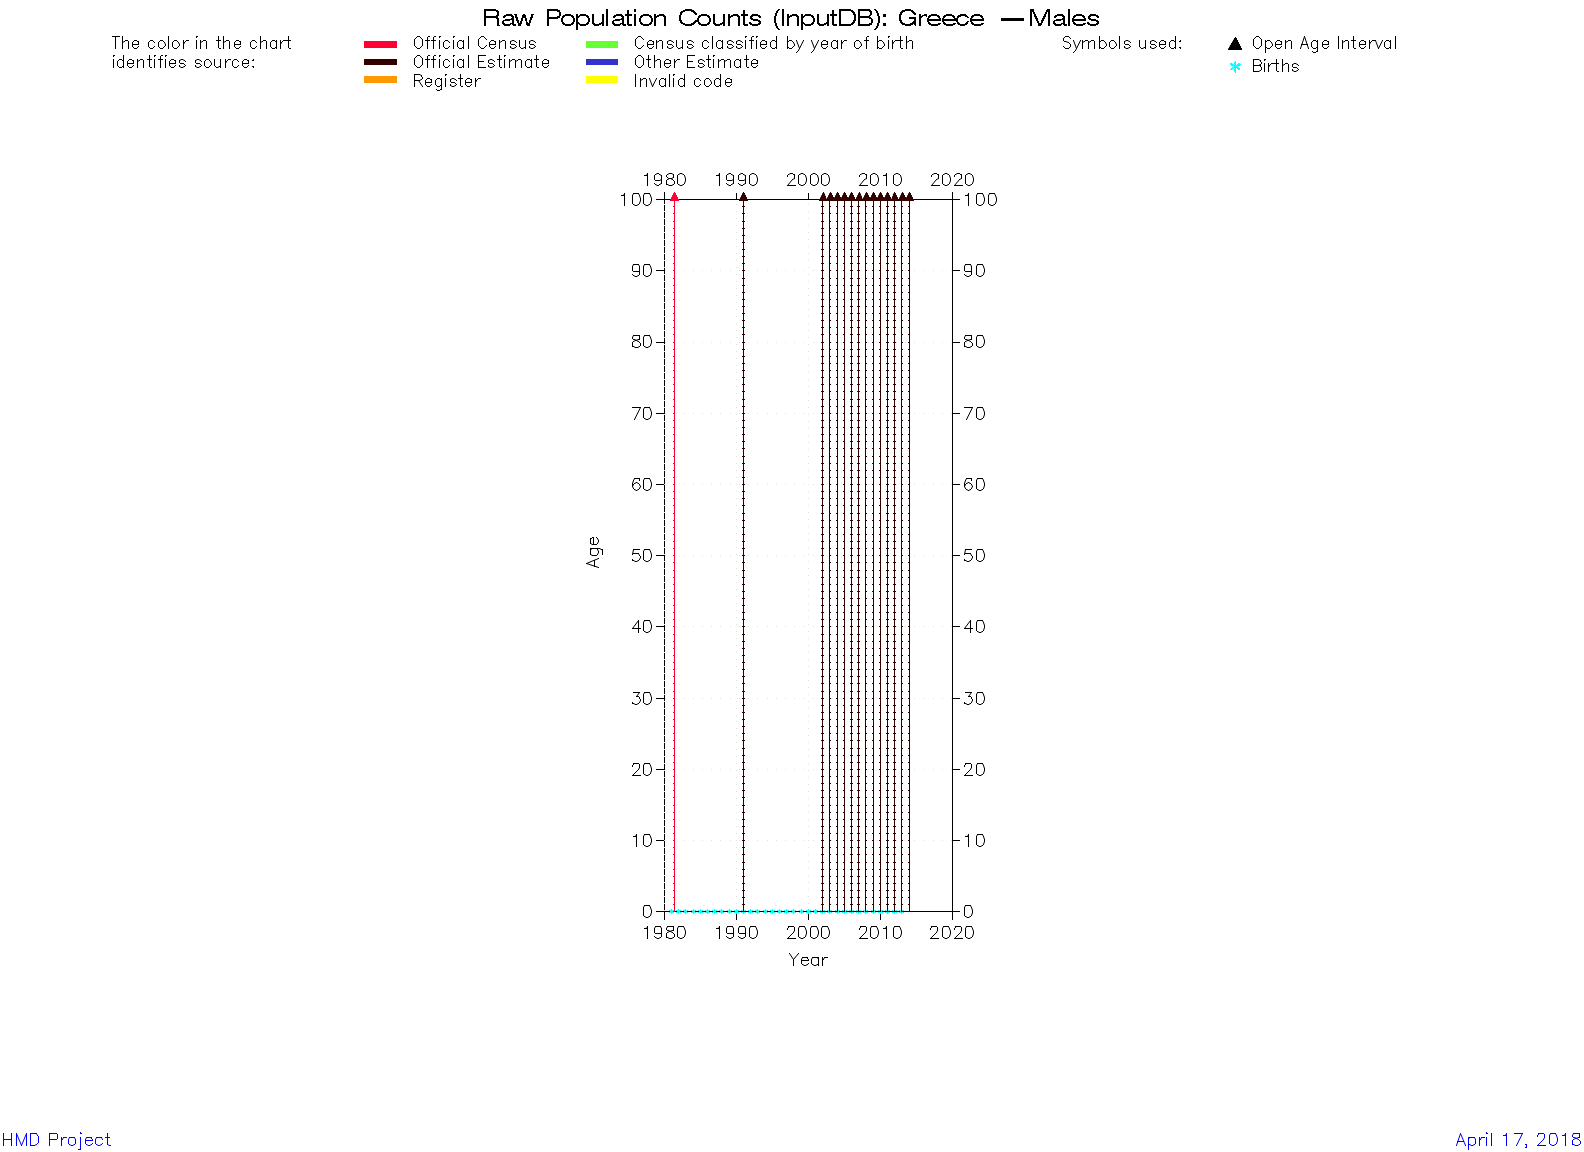 Raw Population Counts (InputDB): Greece — Males
The color in the chart
identifies source:
Official Census
Official Estimate
Register
Census classified by year of birth
Other Estimate
Invalid code
Symbols used:
Open Age Interval
Births
1980 1990 2000 2010 2020
100 100
90 90
80 80
70 70
60 60
50 50
40 40
30 30
20 20
10 10
0 0
Age
1980 1990 2000 2010 2020
Year
HMD Project
April 17, 2018